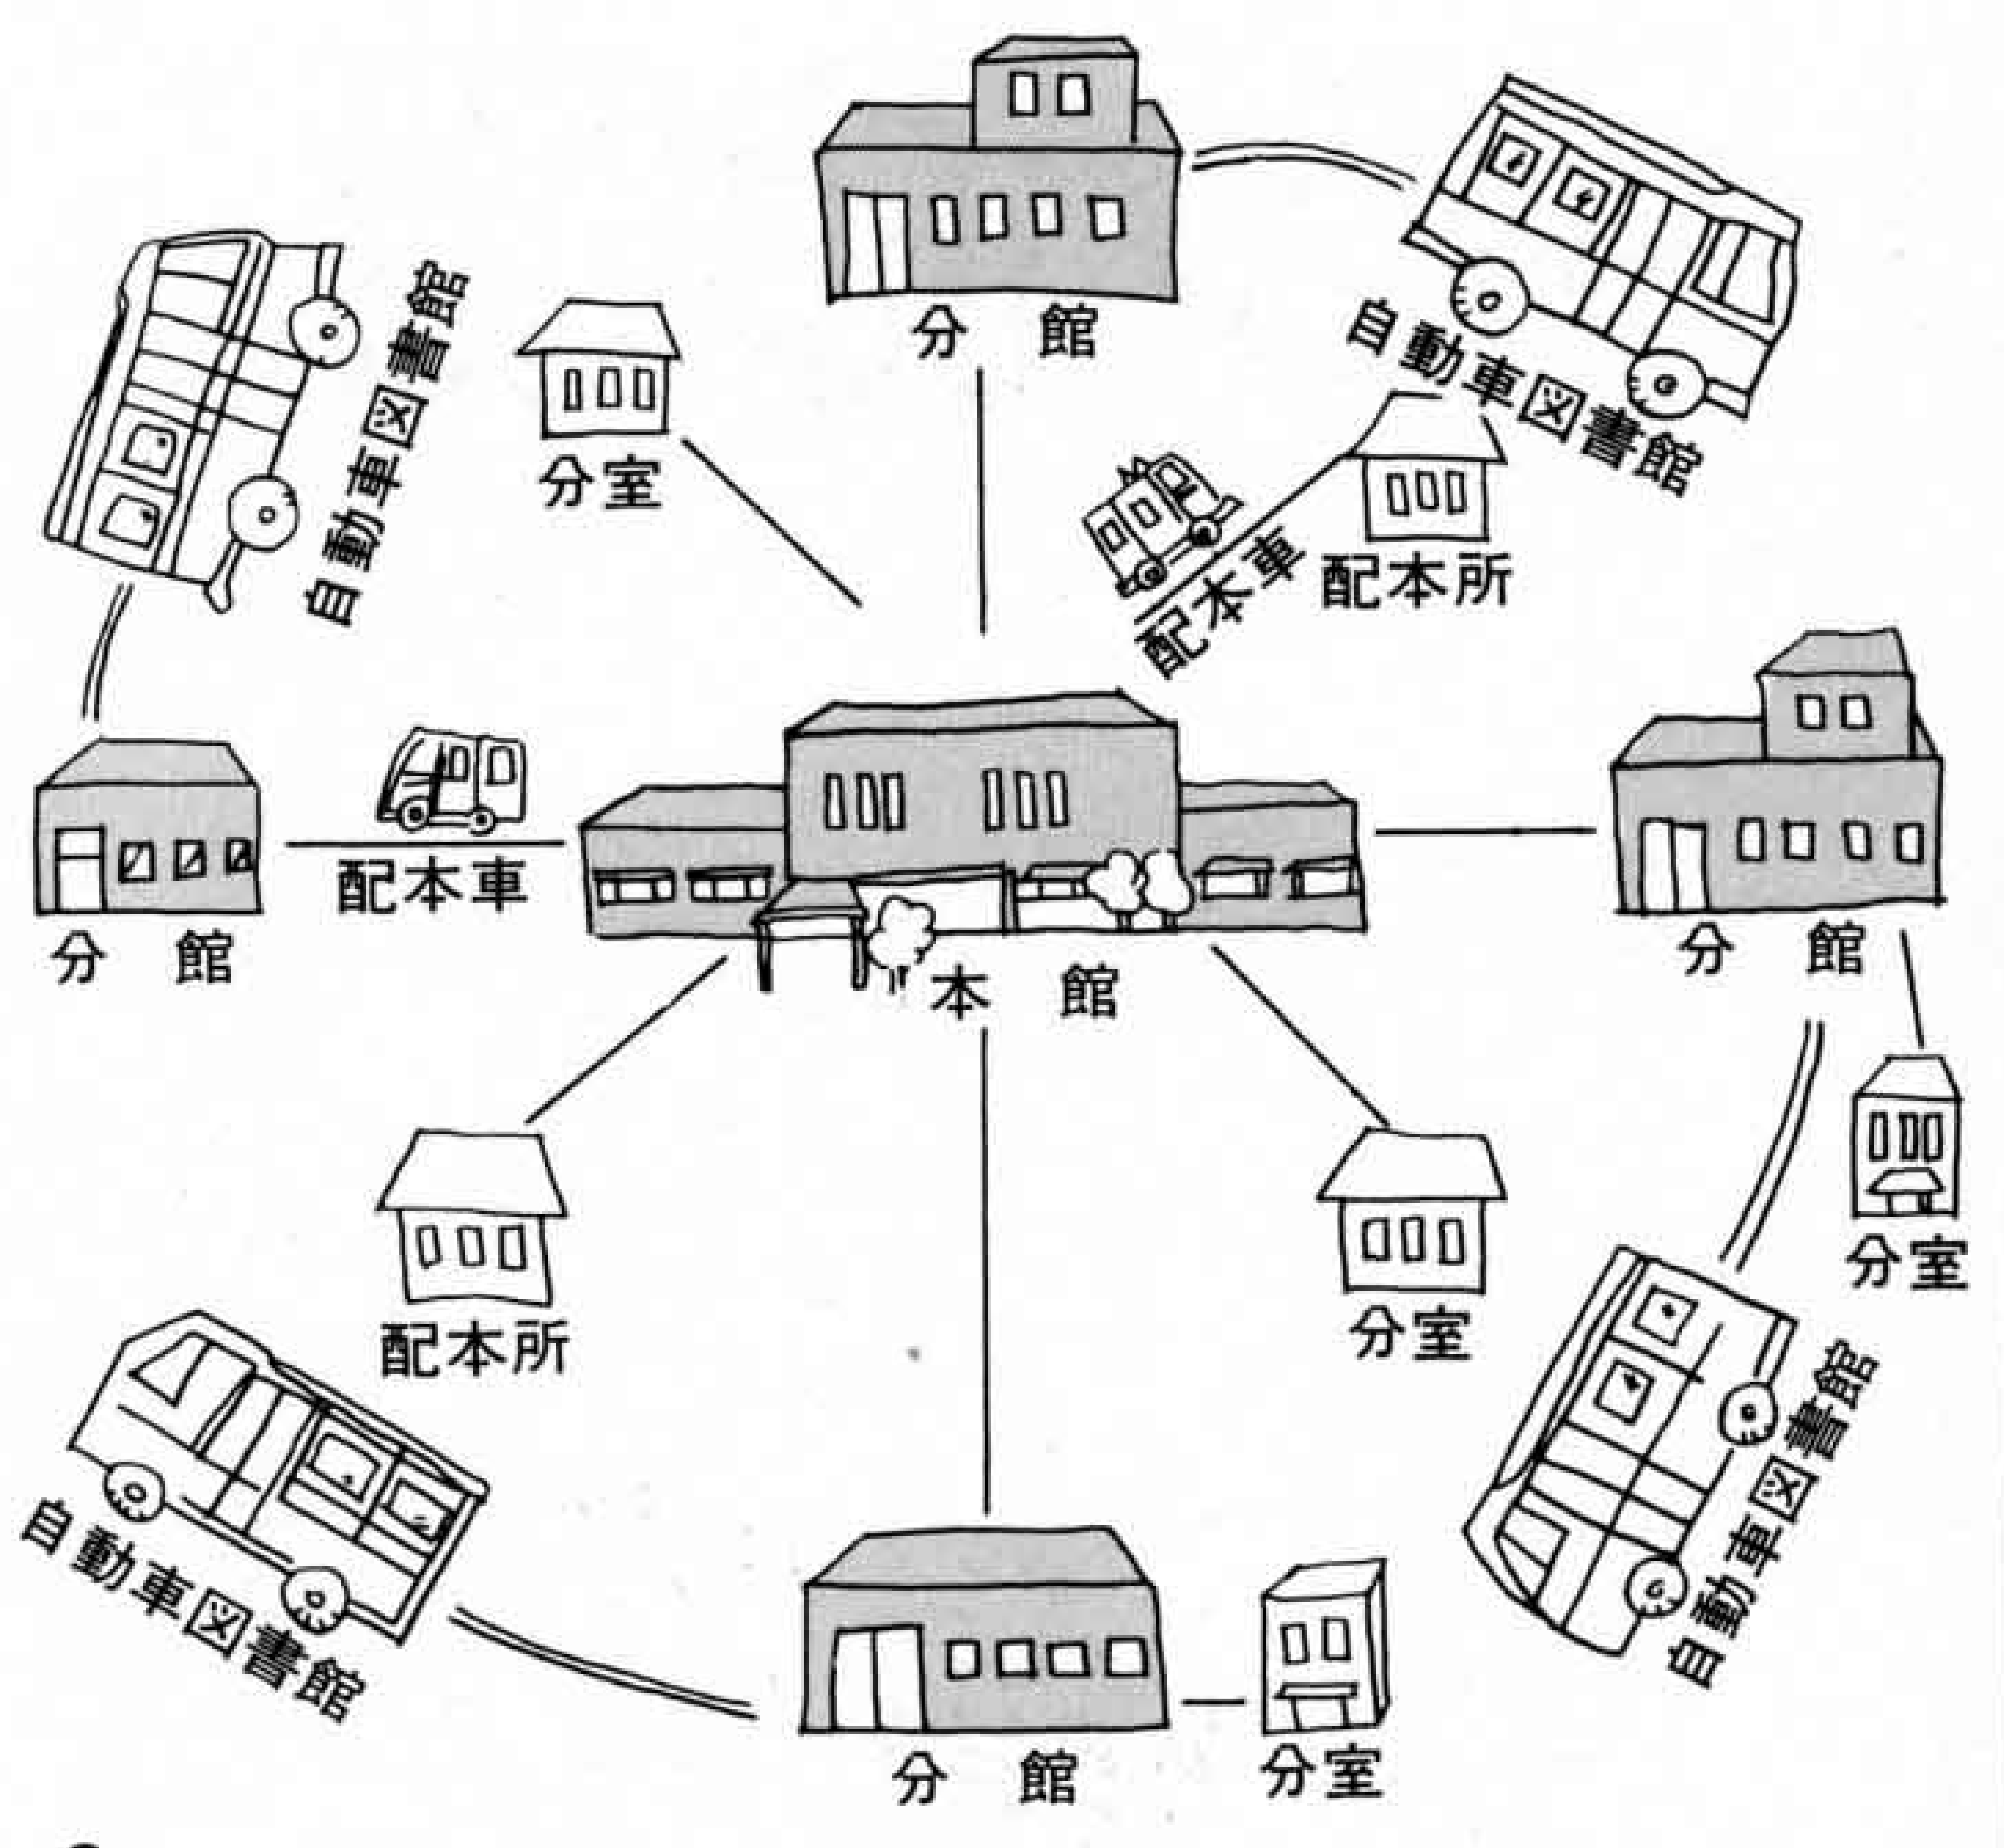 分　館
自動車図書館
自動車図書館
分室
配本車
配本所
分　館
配本車
本　館
分　館
配本所
分室
分室
自動車図書館
自動車図書館
分　館
分室